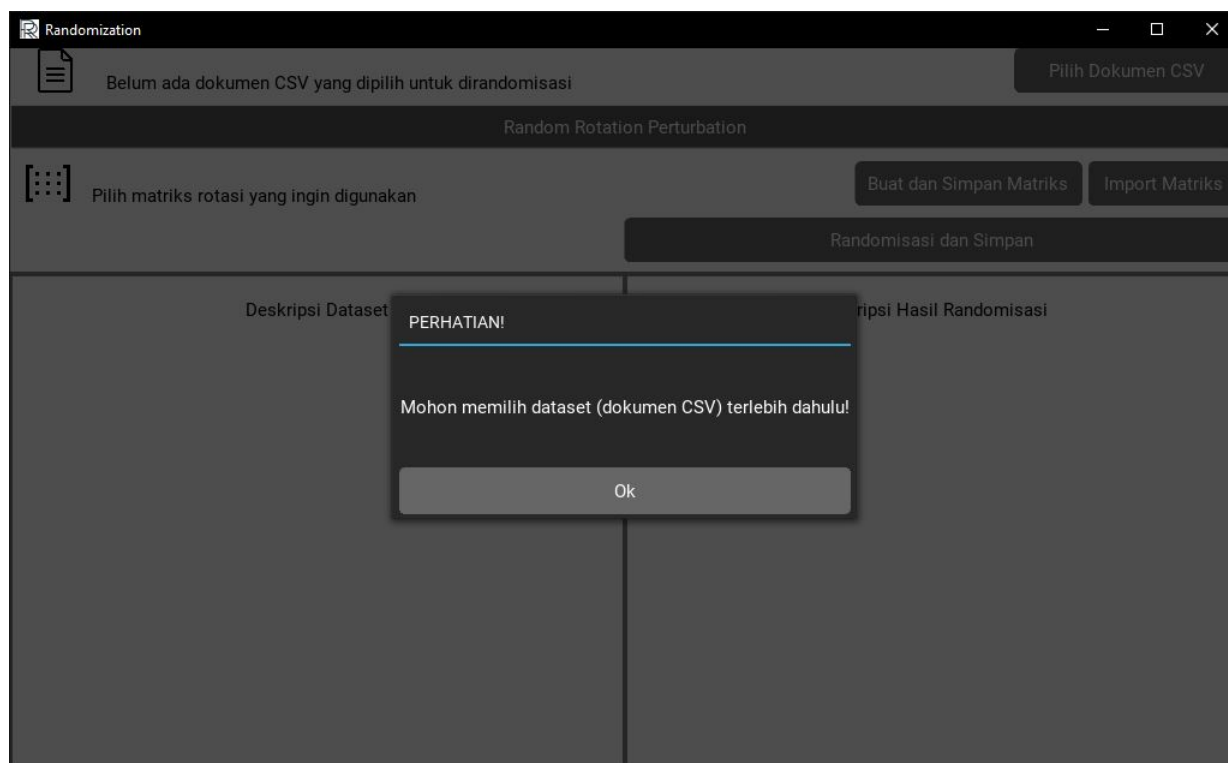 Randomization
Belum ada dokumen CSV yang dipilih untuk dirandomisasi
Pilih Dokumen CSV
Random Rotation Perturbation
Pilih matriks rotasi yang ingin digunakan
Buat dan Simpan Matriks
Import Matriks
Randomisasi dan Simpan
Deskripsi Dataset
ripsi Hasil Randomisasi
PERHATIAN!
Mohon memilih dataset (dokumen CSV) terlebih dahulu!
Ok